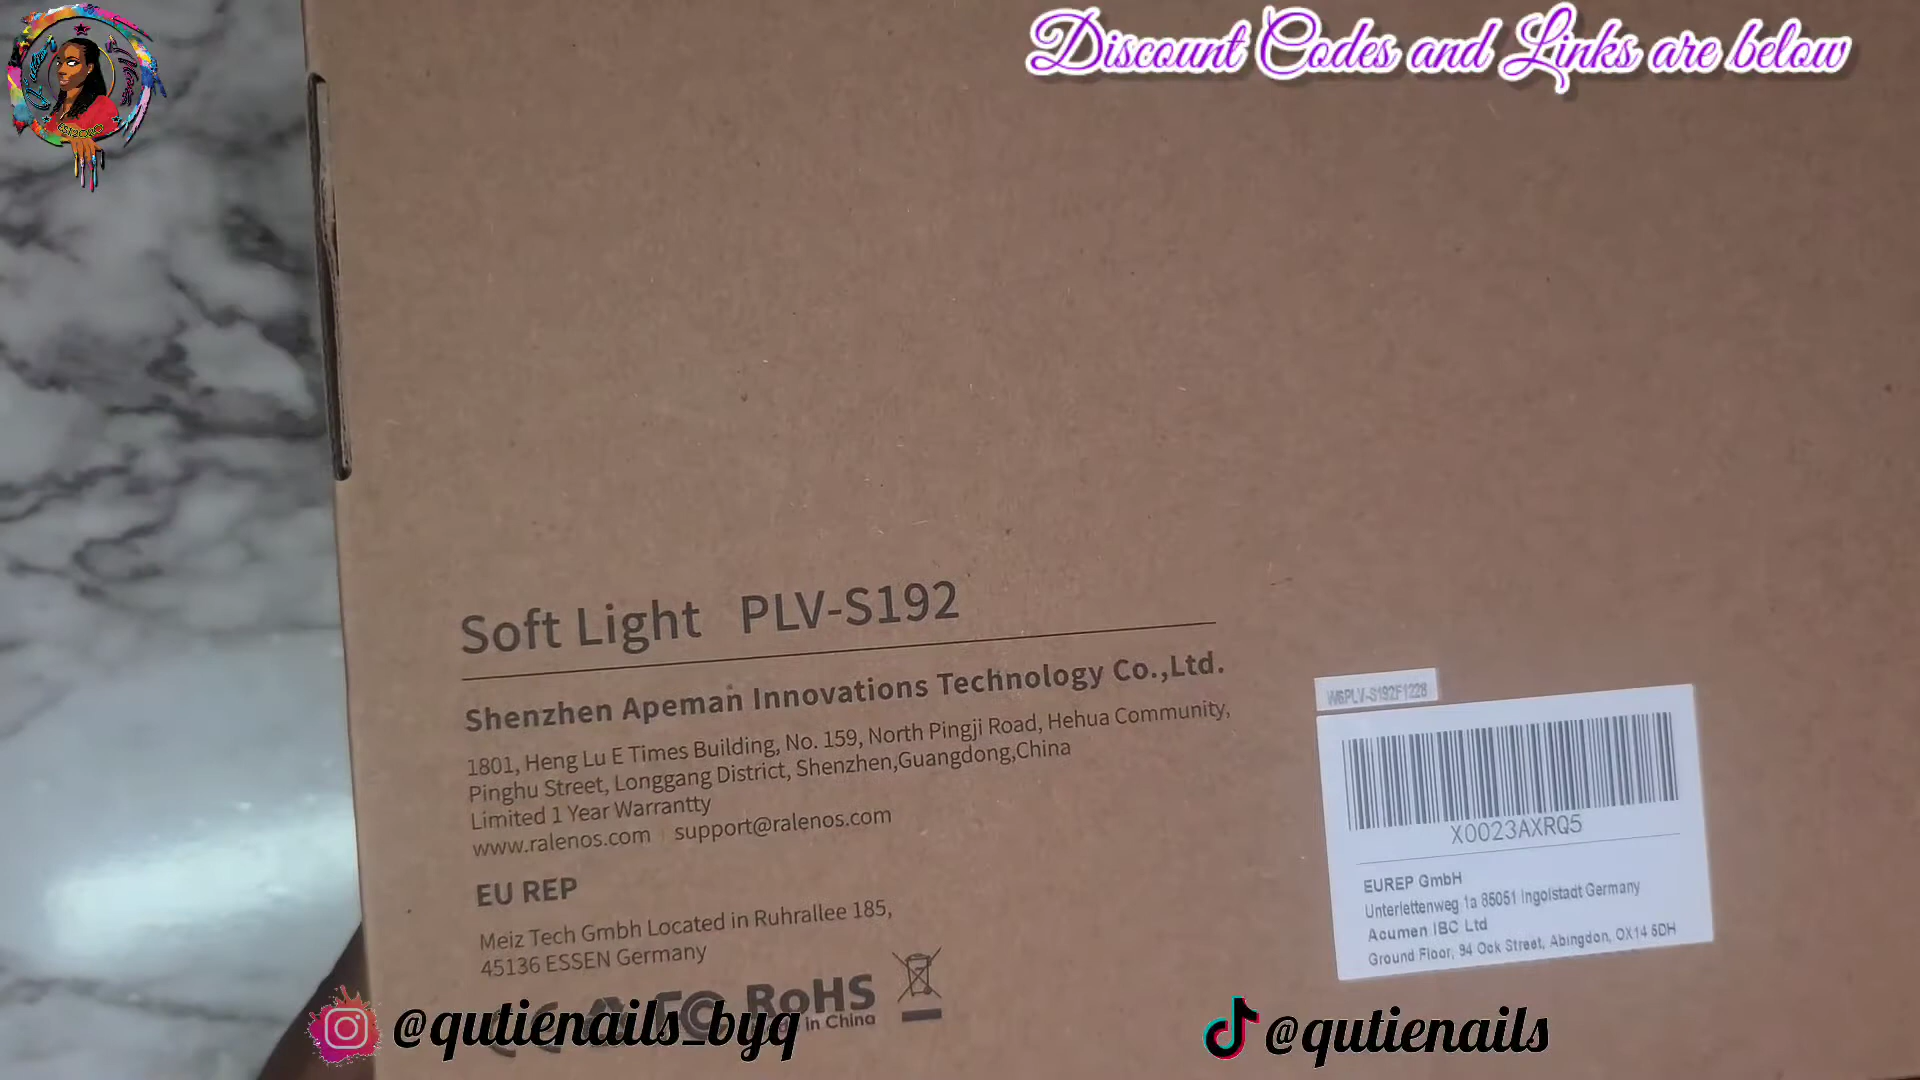 Discount Codes and Links are below
Soft Light PLV-S192
Shenzhen Apeman Innovations Technology Co.,Ltd.
1801, Heng Lu E Times Building, No. 159, North Pingji Road, Hehua Community,
Pinghu Street, Longgang District, Shenzhen,Guangdong,China
Limited 1 Year Warrantty
www.ralenos.com support@ralenos.com
EU REP
Meiz Tech Gmbh Located in Ruhrallee 185,
45136 ESSEN Germany
RoHS
in China
W6PLV-S192F1228
X0023AXRQ5
EUREP GmbH
Unterlettenweg 1a 85051 Ingolstadt Germany
Acumen IBC Ltd
Ground Floor, 94 Ock Street, Abingdon, OX14 5DH
@qutienails_byq
@qutienails